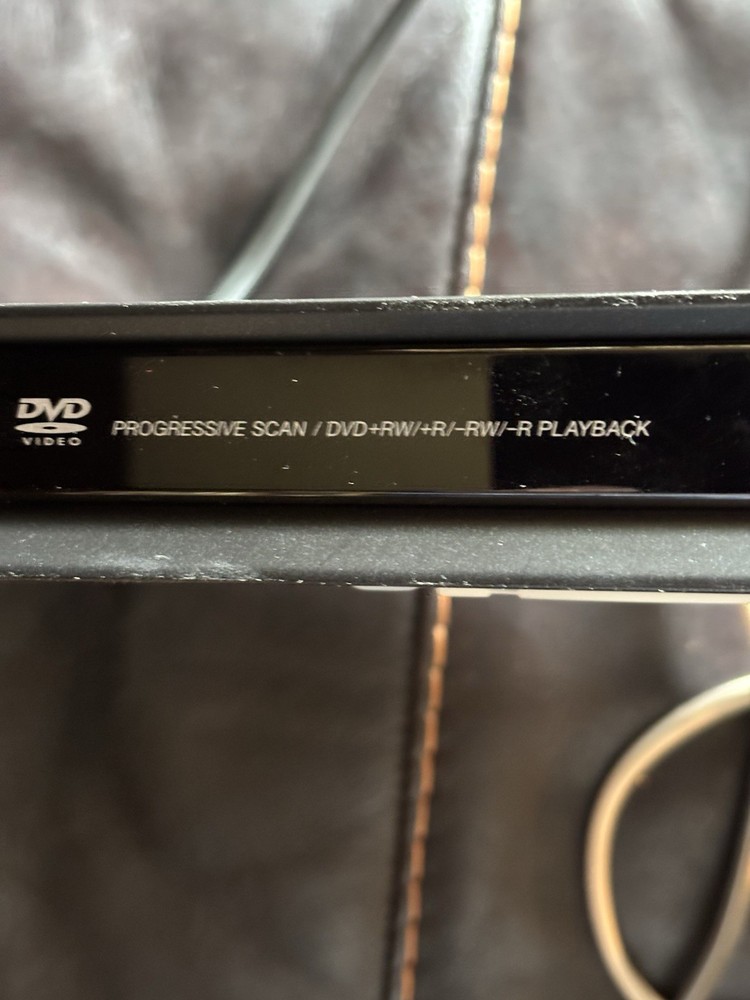 DVD
VIDEO
PROGRESSIVE SCAN / DVD+RW/+R/-RW/-R PLAYBACK